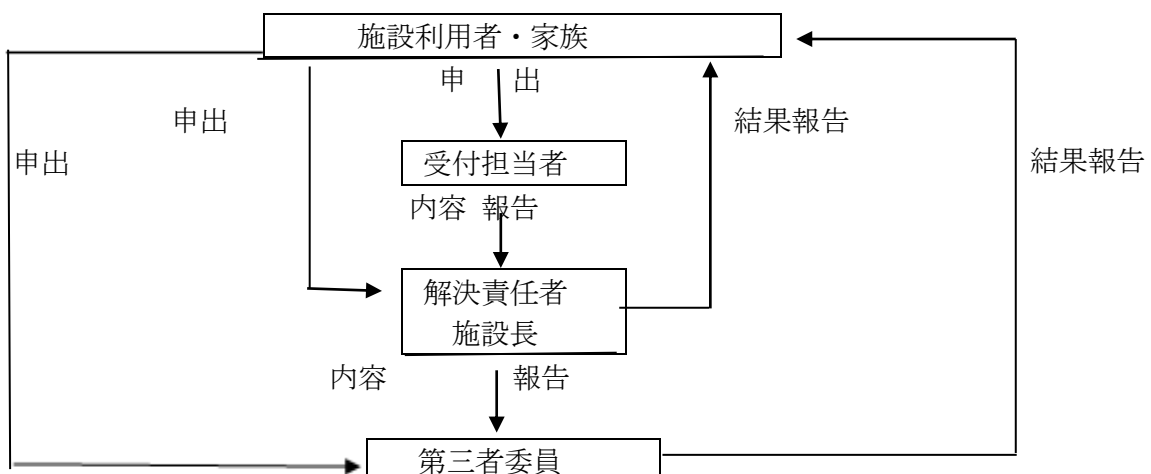 施設利用者・家族
申 出
申出
結果報告
申出
受付担当者
結果報告
内容 報告
解決責任者
施設長
内容 報告
第三者委員